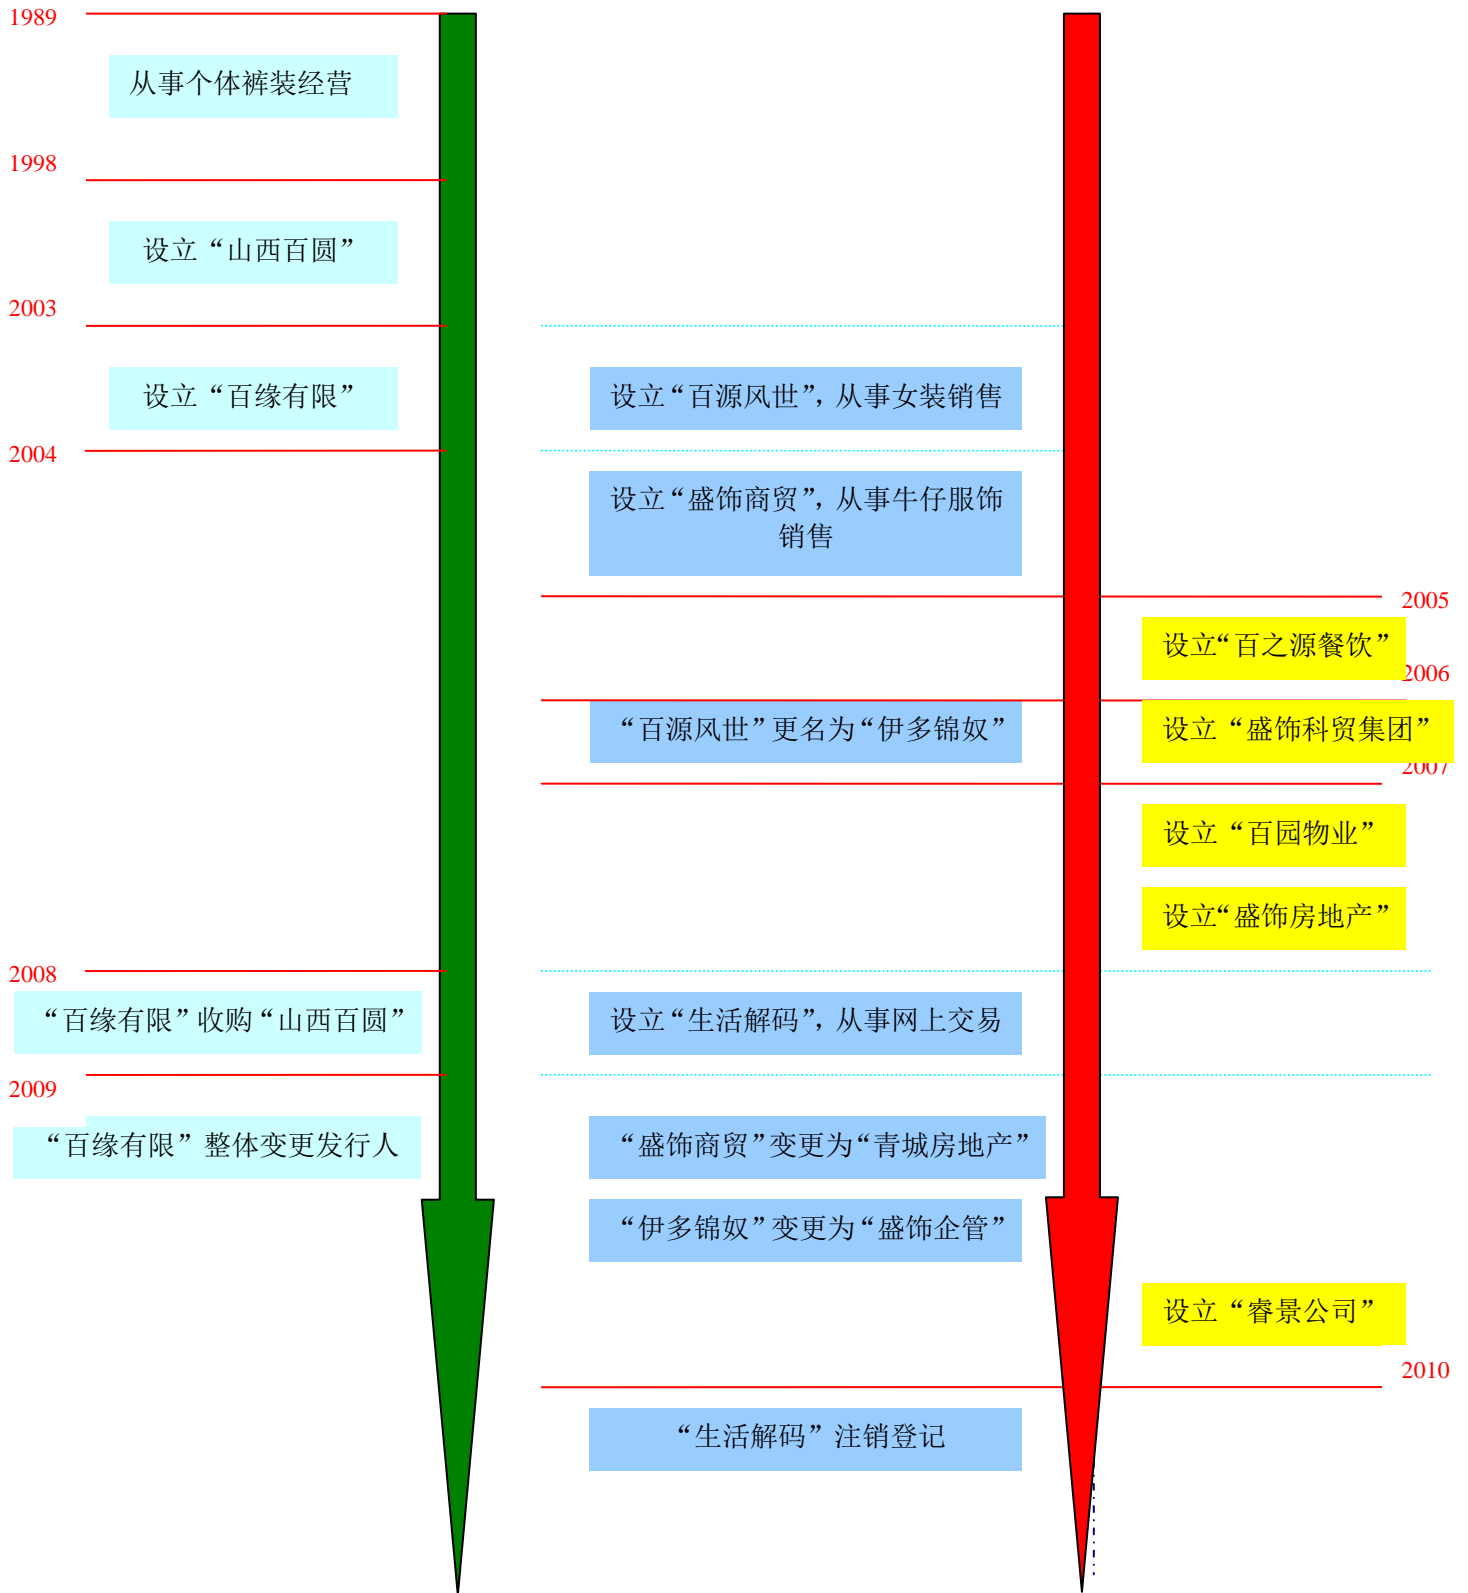 1989
从事个体裤装经营
1998
设立“山西百圆”
2003
设立“百缘有限”
设立“百源风世”，从事女装销售
2004
设立“盛饰商贸”，从事牛仔服饰
销售
2005
设立“百之源餐饮”
2006
“百源风世”更名为“伊多锦奴”
设立“盛饰科贸集团”
2007
设立“百园物业”
设立“盛饰房地产”
2008
“百缘有限”收购“山西百圆”
设立“生活解码”，从事网上交易
2009
“百缘有限”整体变更发行人
“盛饰商贸”变更为“青城房地产”
“伊多锦奴”变更为“盛饰企管”
设立“睿景公司”
2010
“生活解码”注销登记